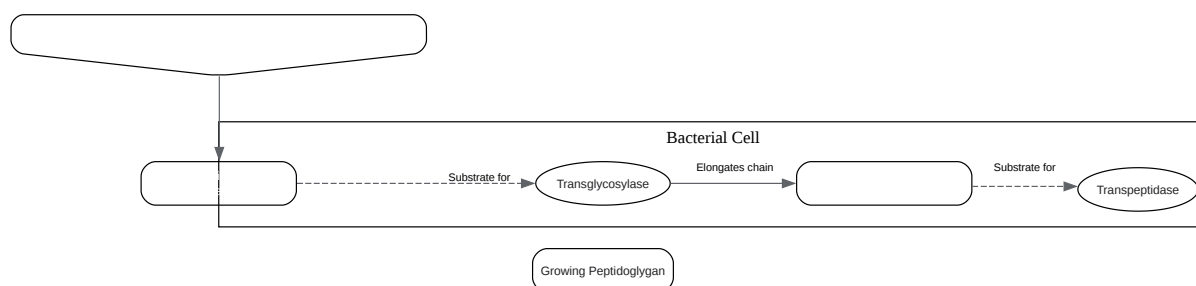 Bacterial Cell
Substrate for
Transglycosylase
Elongates chain
Substrate for
Transpeptidase
Growing Peptidoglygan